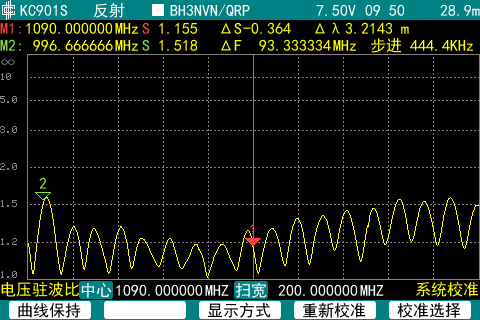 KC901S 反射 BH3NVN/QRP 7.50V 09 50 28.9m
M1:1090.000000MHz S 1.155 ΔS-0.364 Δλ3.2143 m
M2: 996.666666MHz S 1.518 ΔF 93.333334MHz 步进 444.4KHz
∞
10
5.0
3.0
2.0
2
1.5
1
1.2
1.0
电压驻波比 中心 1090.000000MHZ 扫宽 200.000000MHZ 系统校准
曲线保持 显示方式 重新校准 校准选择